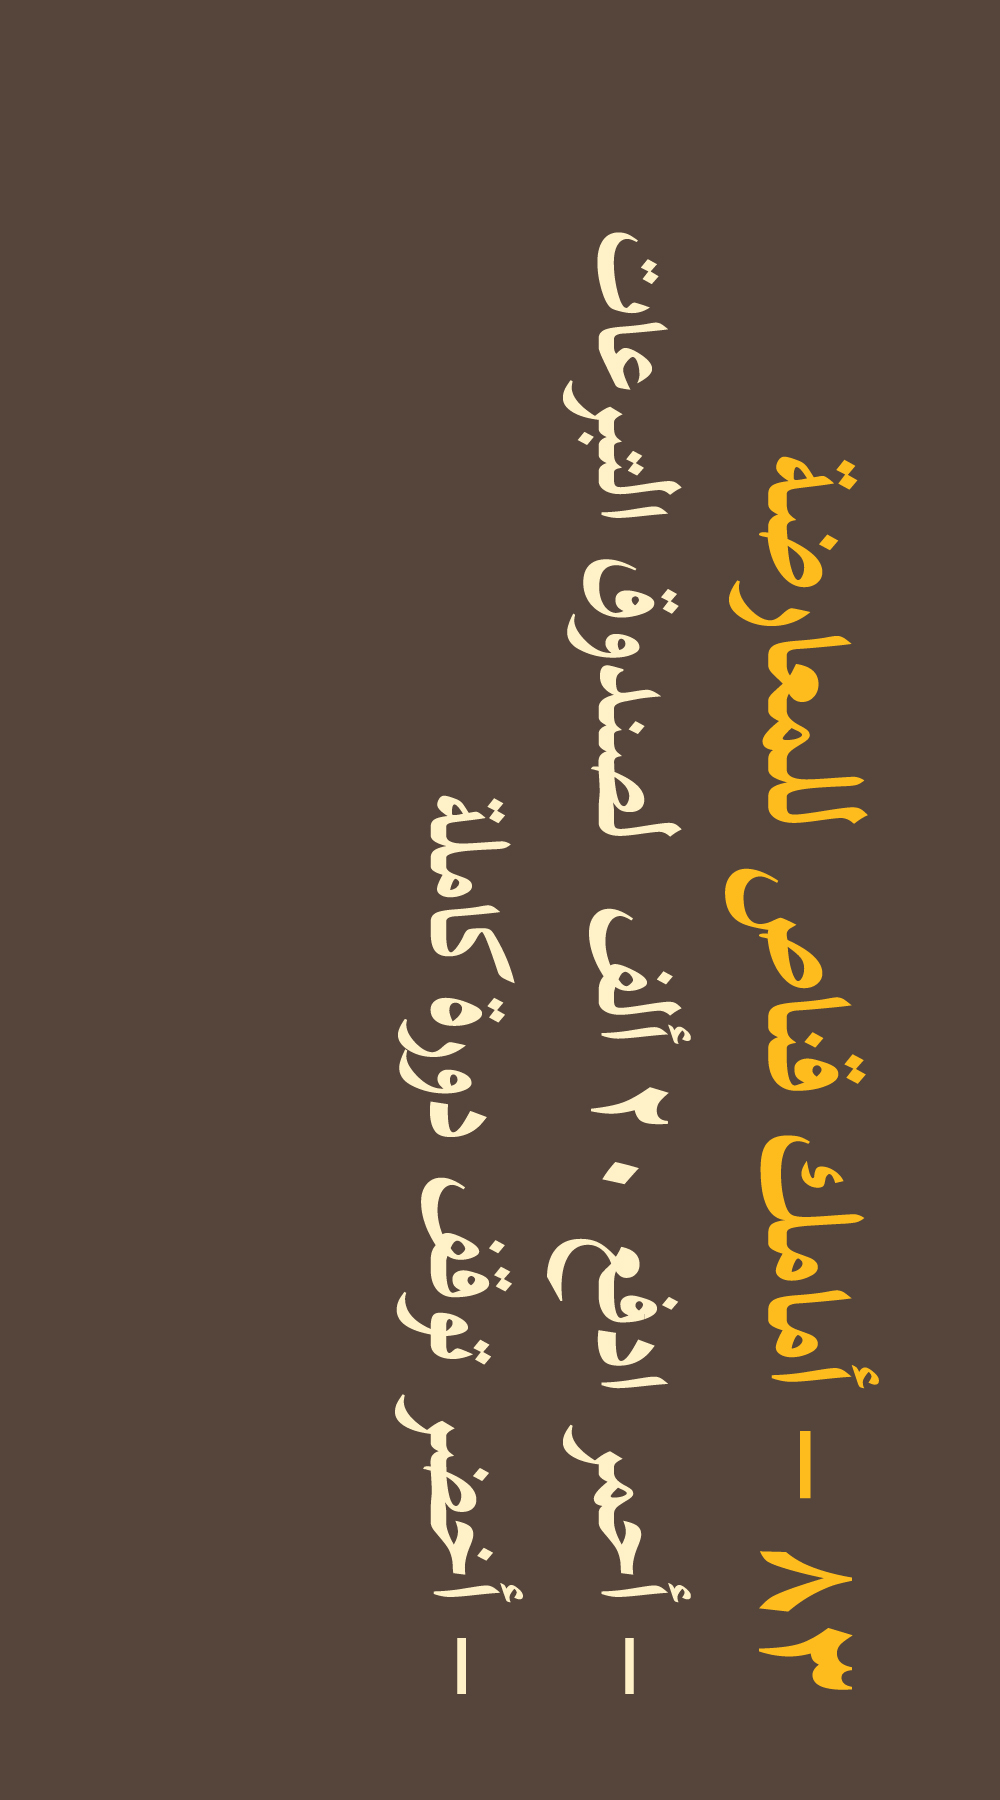 ٨٣ – أمامك قناص للمعارضة
– أحمر ادفع ٢٠ ألف لصندوق التبرعات
– أخضر توقف دورة كاملة